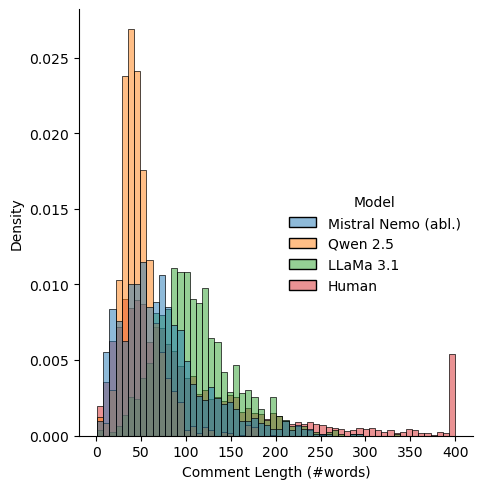 0.025
0.020
0.015
0.010
0.005
0.000
Density
Model
Mistral Nemo (abl.)
Qwen 2.5
LLaMa 3.1
Human
0 50 100 150 200 250 300 350 400
Comment Length (#words)